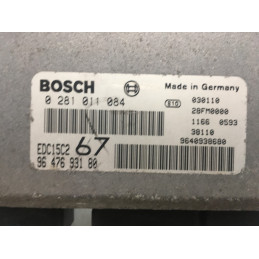 BOSCH
Made in Germany
0 281 011 084
030110
28FM0000
1166 0593
38110
EDC15C2
67
9640938680
96 476 931 80